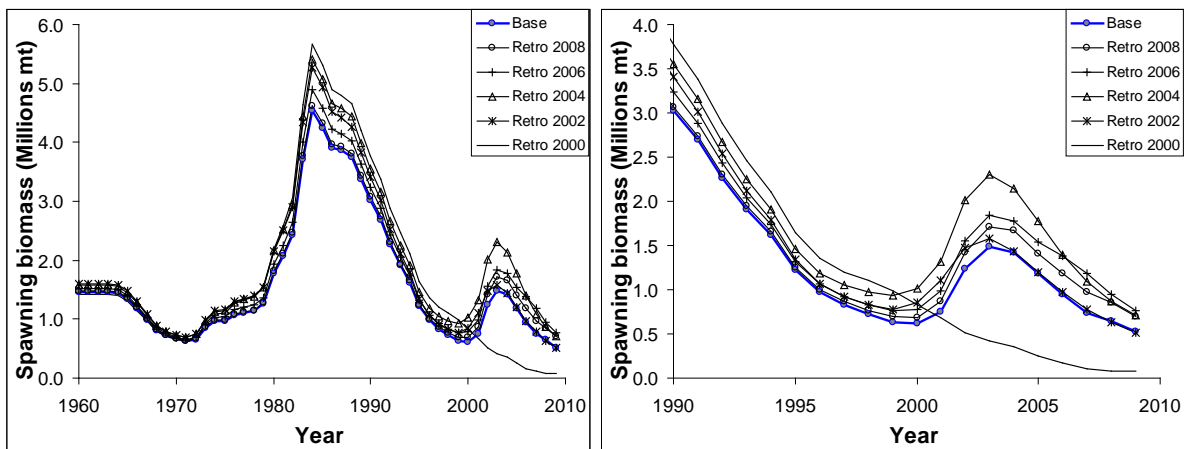 Spawning biomass (Millions mt)
6.0
5.0
4.0
3.0
2.0
1.0
0.0
1960
1970
1980
1990
2000
2010
Year
Base
Retro 2008
Retro 2006
Retro 2004
Retro 2002
Retro 2000
Spawning biomass (Millions mt)
4.0
3.5
3.0
2.5
2.0
1.5
1.0
0.5
0.0
1990
1995
2000
2005
2010
Year
Base
Retro 2008
Retro 2006
Retro 2004
Retro 2002
Retro 2000